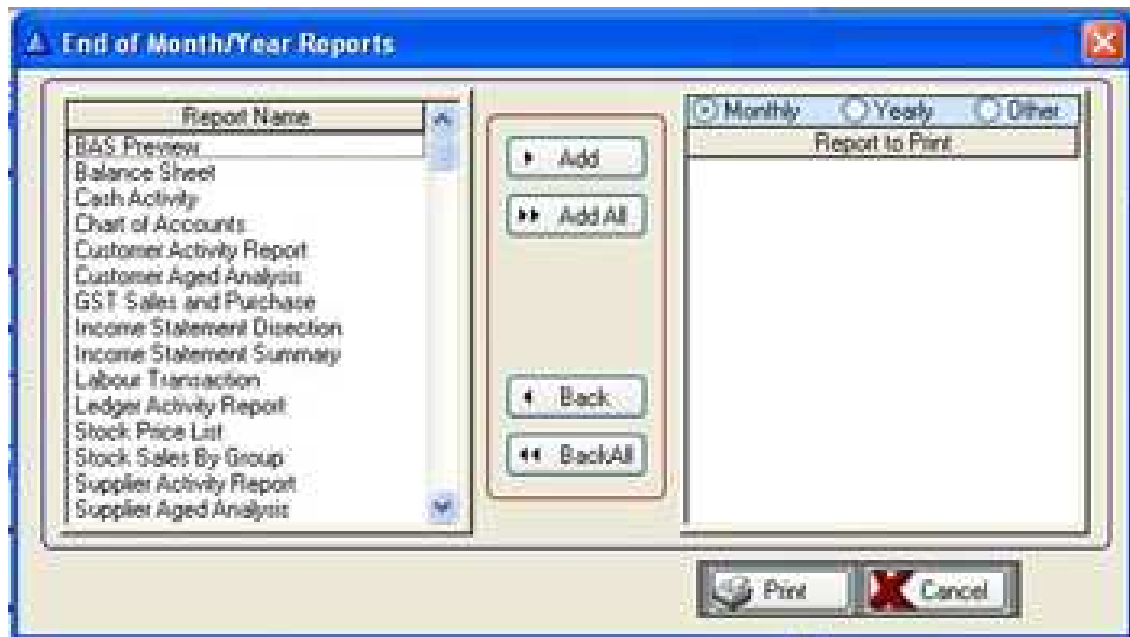 End of Month/Year Reports
Report Name
BAS Preview
Balance Sheet
Cash Activity
Chart of Accounts
Customer Activity Report
Customer Aged Analysis
GST Sales and Purchase
Income Statement Disection
Income Statement Summary
Labour Transaction
Ledger Activity Report
Stock Price List
Stock Sales By Group
Supplier Activity Report
Supplier Aged Analysis
Add
Add All
Back
BackAll
Monthly Yearly Other
Report to Print
Print Cancel